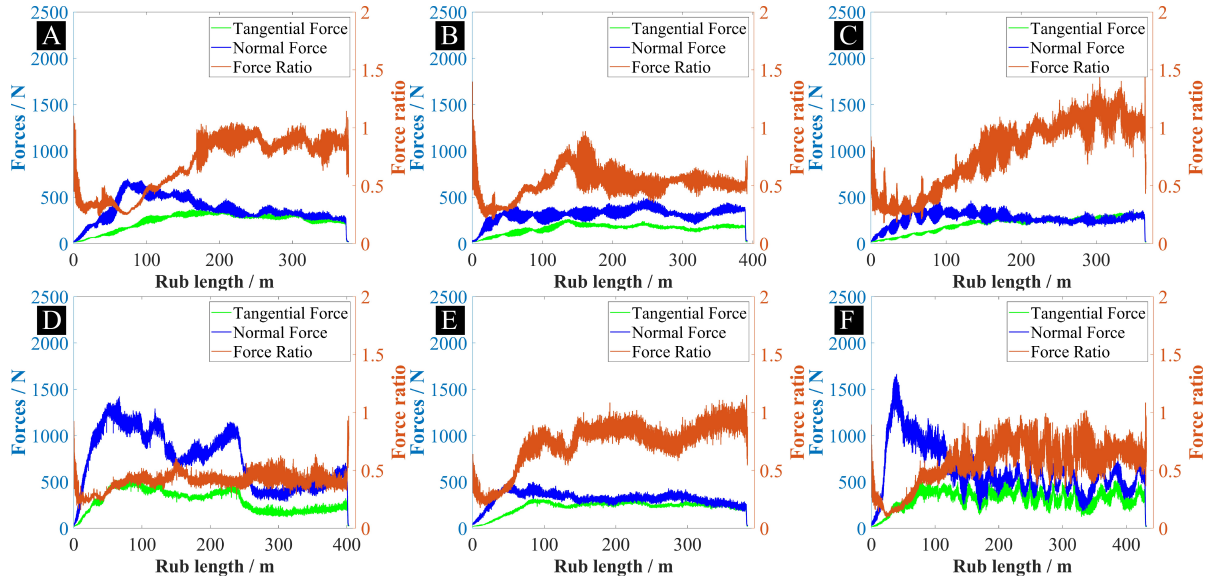 A
2500
2000
1500
1000
500
0
Forces / N
2
1.5
1
0.5
0
Force ratio
Tangential Force
Normal Force
Force Ratio
0 100 200 300
Rub length / m
B
2500
2000
1500
1000
500
0
Forces / N
2
1.5
1
0.5
0
Force ratio
Tangential Force
Normal Force
Force Ratio
0 100 200 300 400
Rub length / m
C
2500
2000
1500
1000
500
0
Forces / N
2
1.5
1
0.5
0
Force ratio
Tangential Force
Normal Force
Force Ratio
0 100 200 300
Rub length / m
D
2500
2000
1500
1000
500
0
Forces / N
2
1.5
1
0.5
0
Force ratio
Tangential Force
Normal Force
Force Ratio
0 100 200 300 400
Rub length / m
E
2500
2000
1500
1000
500
0
Forces / N
2
1.5
1
0.5
0
Force ratio
Tangential Force
Normal Force
Force Ratio
0 100 200 300
Rub length / m
F
2500
2000
1500
1000
500
0
Forces / N
2
1.5
1
0.5
0
Force ratio
Tangential Force
Normal Force
Force Ratio
0 100 200 300 400
Rub length / m